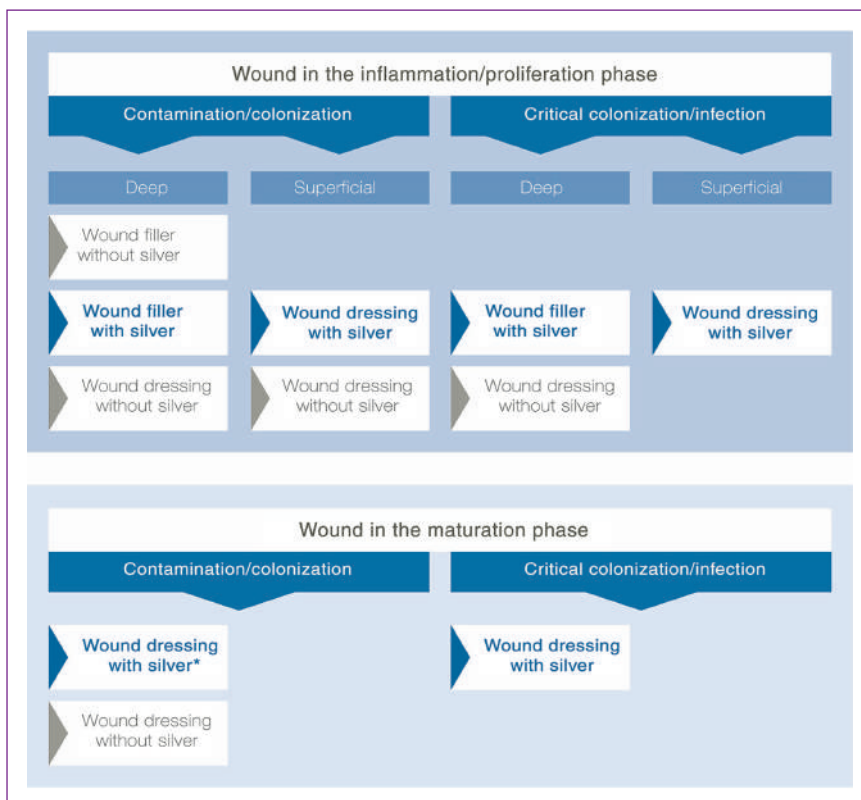 Wound in the inflammation/proliferation phase
Contamination/colonization
Critical colonization/infection
Deep
Superficial
Deep
Superficial
Wound filler
without silver
Wound filler
with silver
Wound dressing
with silver
Wound filler
with silver
Wound dressing
with silver
Wound dressing
without silver
Wound dressing
without silver
Wound dressing
without silver
Wound in the maturation phase
Contamination/colonization
Critical colonization/infection
Wound dressing
with silver*
Wound dressing
with silver
Wound dressing
without silver